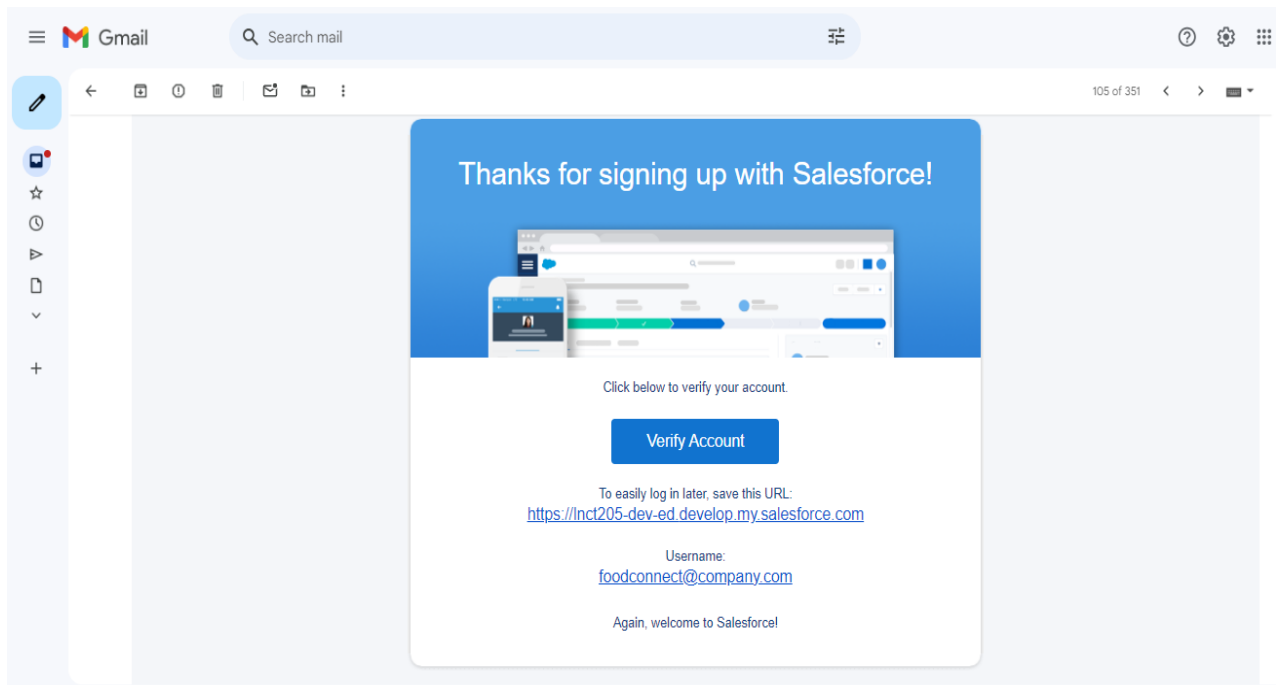 Gmail
Search mail
105 of 351
Thanks for signing up with Salesforce!
Click below to verify your account.
Verify Account
To easily log in later, save this URL:
https://lnct205-dev-ed.develop.my.salesforce.com
Username:
foodconnect@company.com
Again, welcome to Salesforce!